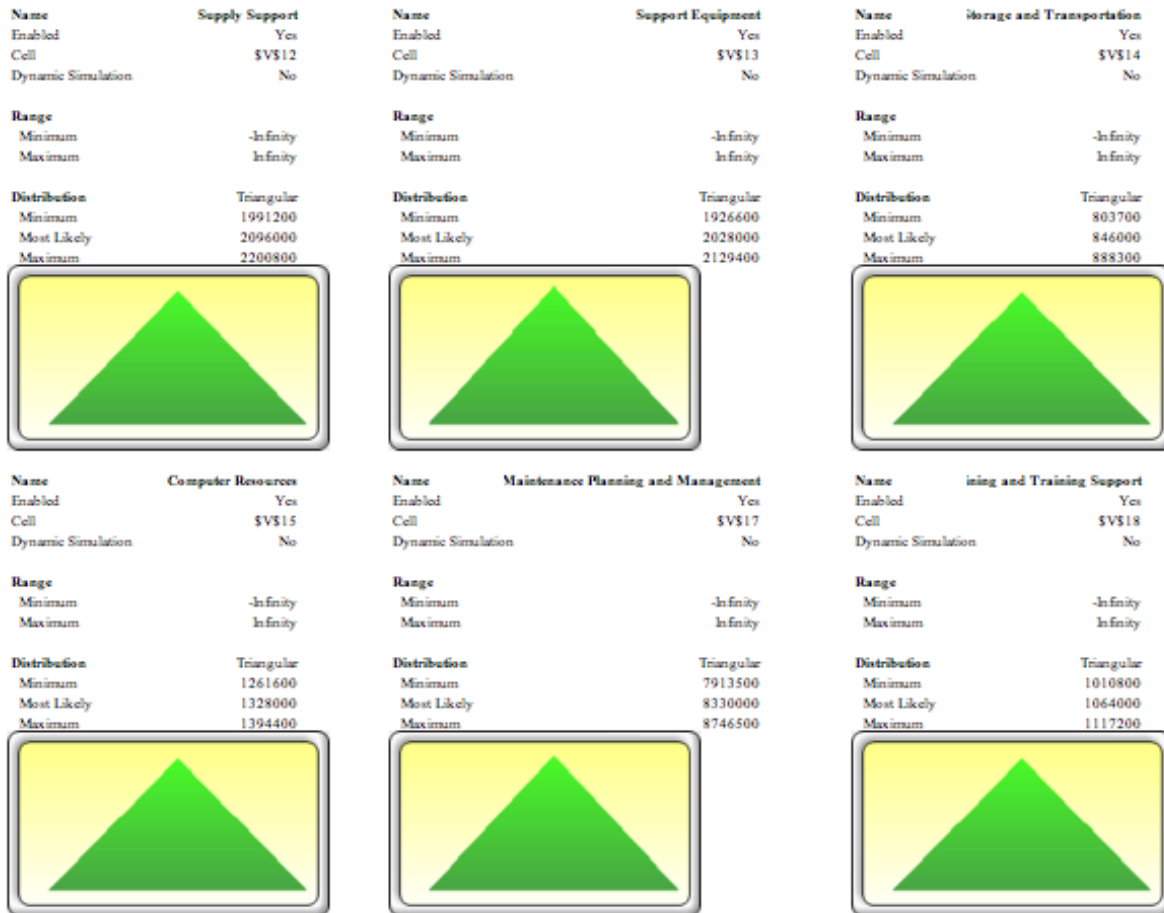 Name Supply Support
Enabled Yes
Cell $V$12
Dynamic Simulation No
Range
Minimum -Infinity
Maximum Infinity
Distribution Triangular
Minimum 1991200
Most Likely 2096000
Maximum 2200800
Name Support Equipment
Enabled Yes
Cell $V$13
Dynamic Simulation No
Range
Minimum -Infinity
Maximum Infinity
Distribution Triangular
Minimum 1926600
Most Likely 2028000
Maximum 2129400
Name torage and Transportation
Enabled Yes
Cell $V$14
Dynamic Simulation No
Range
Minimum -Infinity
Maximum Infinity
Distribution Triangular
Minimum 803700
Most Likely 846000
Maximum 888300
Name Computer Resources
Enabled Yes
Cell $V$15
Dynamic Simulation No
Range
Minimum -Infinity
Maximum Infinity
Distribution Triangular
Minimum 1261600
Most Likely 1328000
Maximum 1394400
Name Maintenance Planning and Management
Enabled Yes
Cell $V$17
Dynamic Simulation No
Range
Minimum -Infinity
Maximum Infinity
Distribution Triangular
Minimum 7913500
Most Likely 8330000
Maximum 8746500
Name ining and Training Support
Enabled Yes
Cell $V$18
Dynamic Simulation No
Range
Minimum -Infinity
Maximum Infinity
Distribution Triangular
Minimum 1010800
Most Likely 1064000
Maximum 1117200